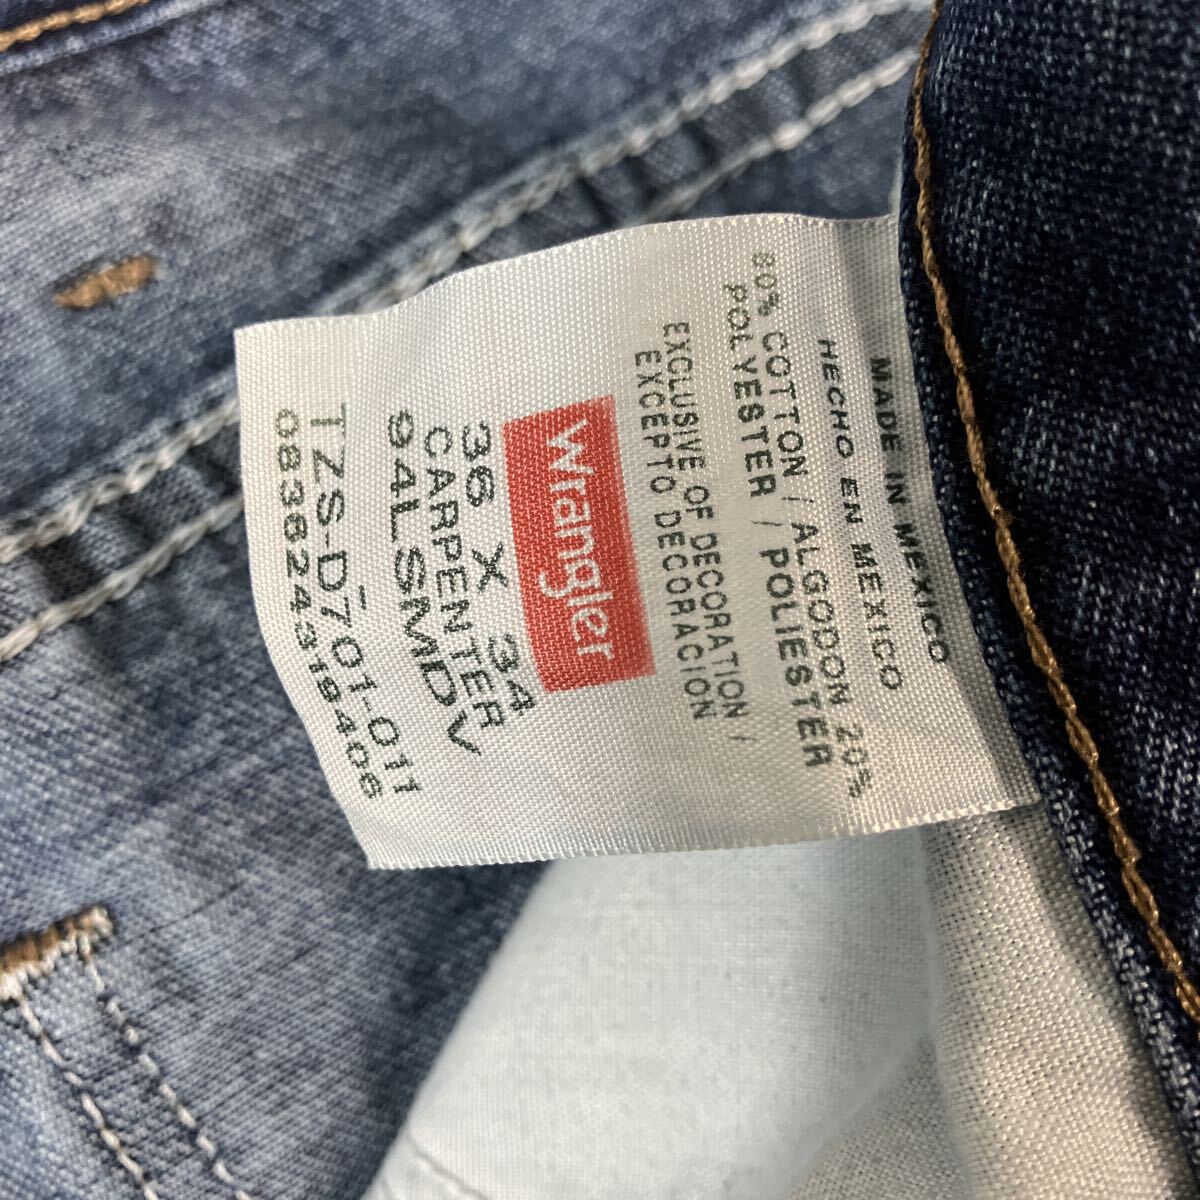 MADE IN MEXICO
HECHO EN MEXICO
80% COTTON / ALGODON 20%
POLYESTER / POLIESTER
EXCLUSIVE OF DECORATION /
EXCEPTO DECORACION
Wrangler
36 X 34
CARPENTER
94LSMDV
TZS-D701-011
083624319406